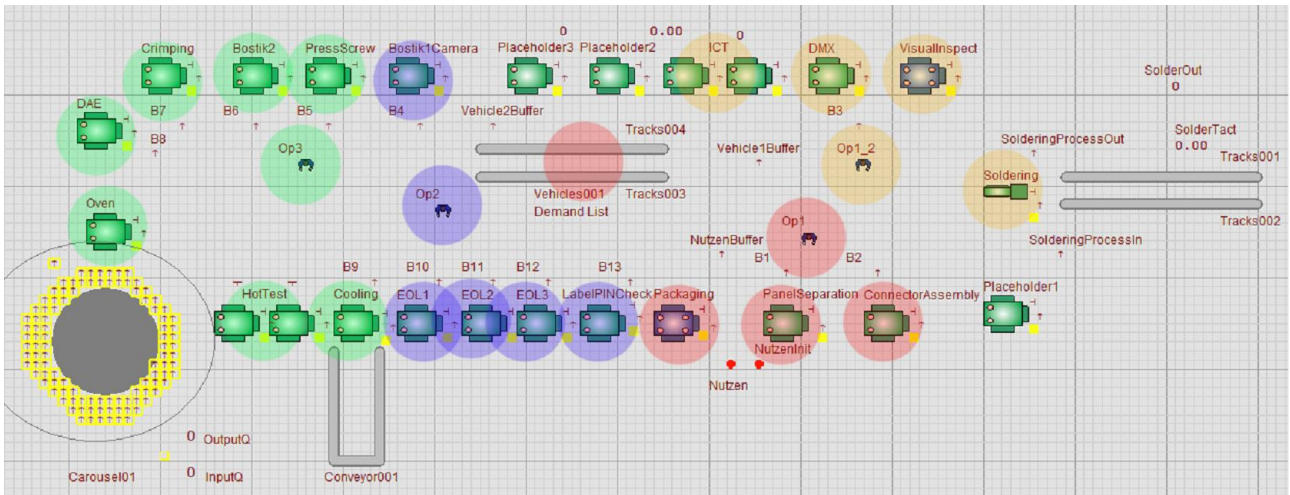 0
0.00
0
Crimping
Bostik2
PressScrew
Bostik1Camera
Placeholder3
Placeholder2
ICT
DMX
VisualInspect
SolderOut
0
DAE
B7
B6
B5
B4
Vehicle2Buffer
B3
B8
Tracks004
SolderTact
0.00
SolderingProcessOut
Op3
Vehicle1Buffer
Op1_2
Tracks001
Soldering
Op2
Vehicles001
Tracks003
Demand List
Oven
Op1
Tracks002
NutzenBuffer
SolderingProcessIn
B1
B2
B9
B10
B11
B12
B13
HotTest
Cooling
EOL1
EOL2
EOL3
LabelPINCheck
Packaging
PanelSeparation
ConnectorAssembly
Placeholder1
NutzenInit
Nutzen
0 OutputQ
Carousel01
0 InputQ
Conveyor001